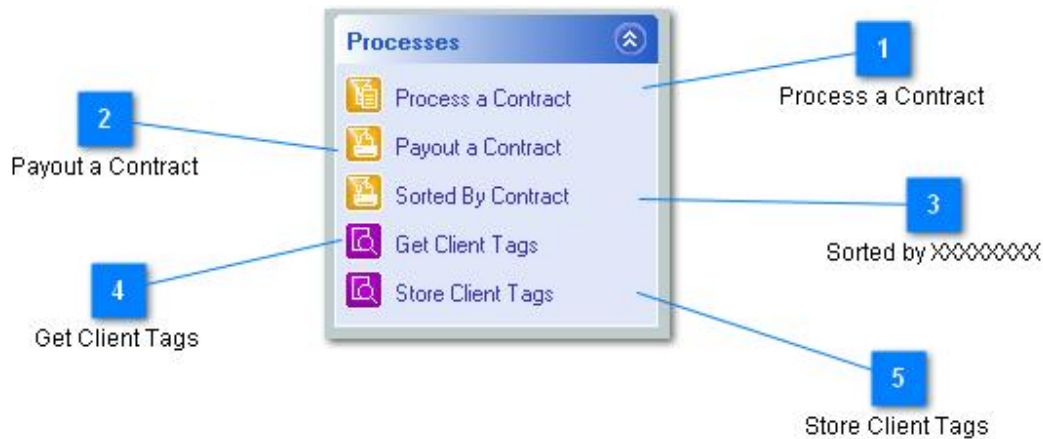 Processes
Process a Contract
Payout a Contract
Sorted By Contract
Get Client Tags
Store Client Tags
1
Process a Contract
2
Payout a Contract
3
Sorted by XXXXXXXX
4
Get Client Tags
5
Store Client Tags